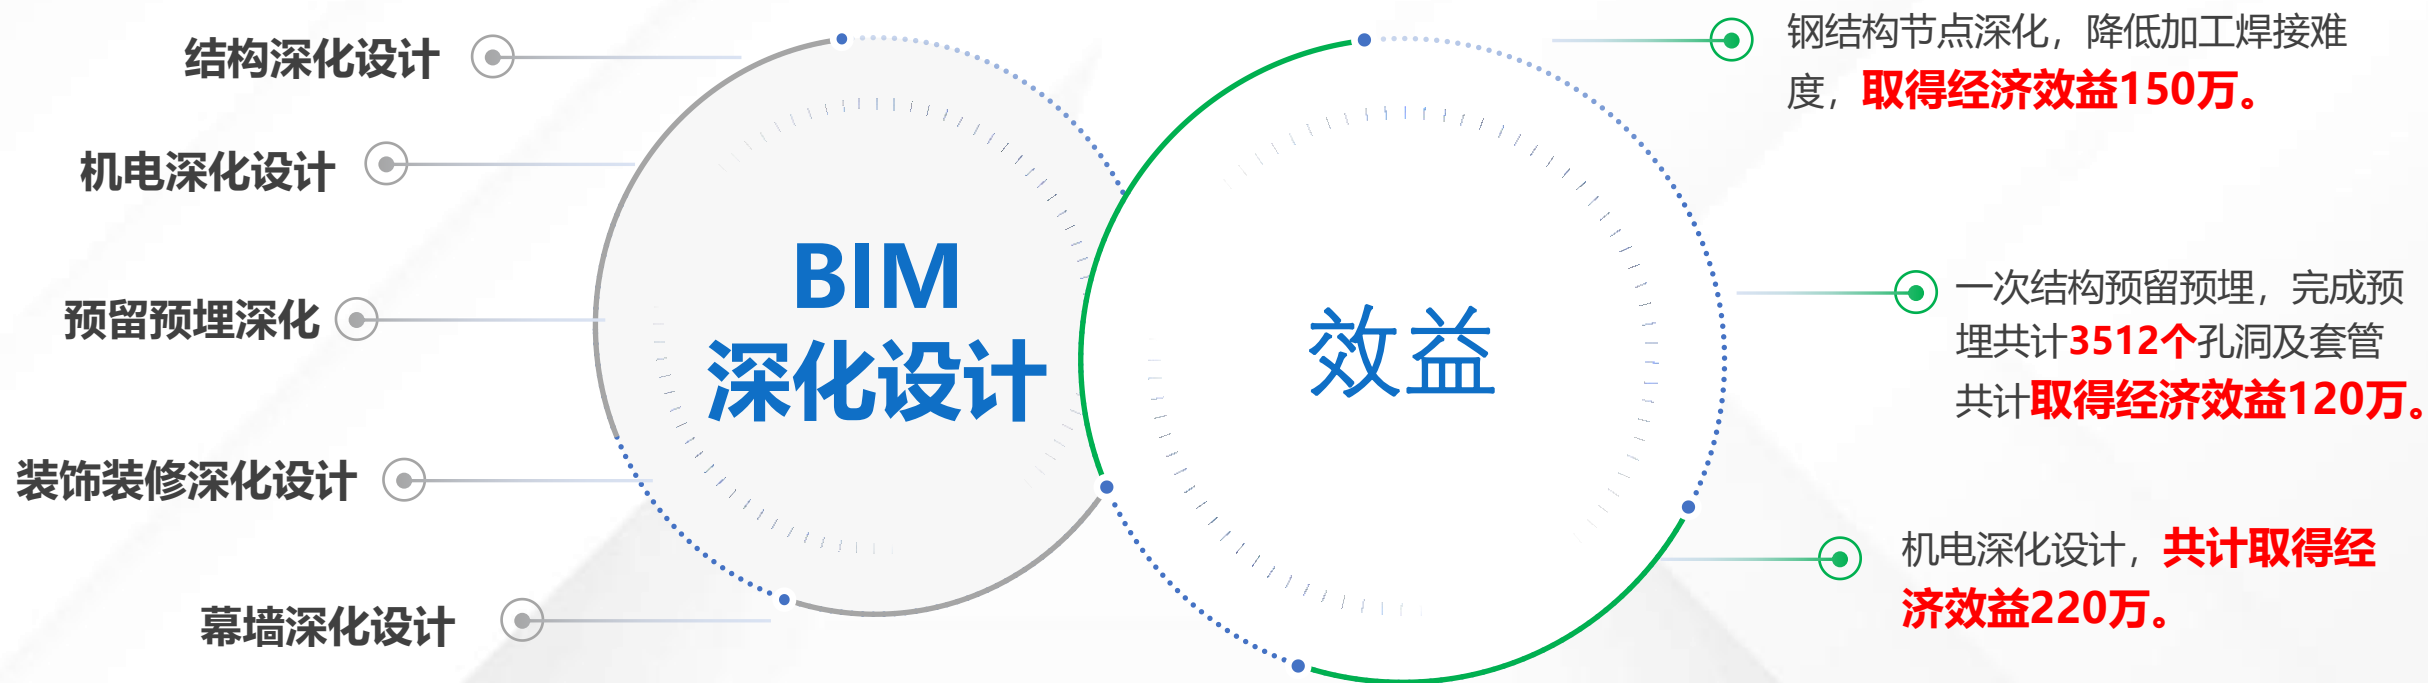 结构深化设计
机电深化设计
预留预埋深化
装饰装修深化设计
幕墙深化设计
BIM
深化设计
效益
钢结构节点深化，降低加工焊接难
度，取得经济效益150万。
一次结构预留预埋，完成预
埋共计3512个孔洞及套管
共计取得经济效益120万。
机电深化设计，共计取得经
济效益220万。